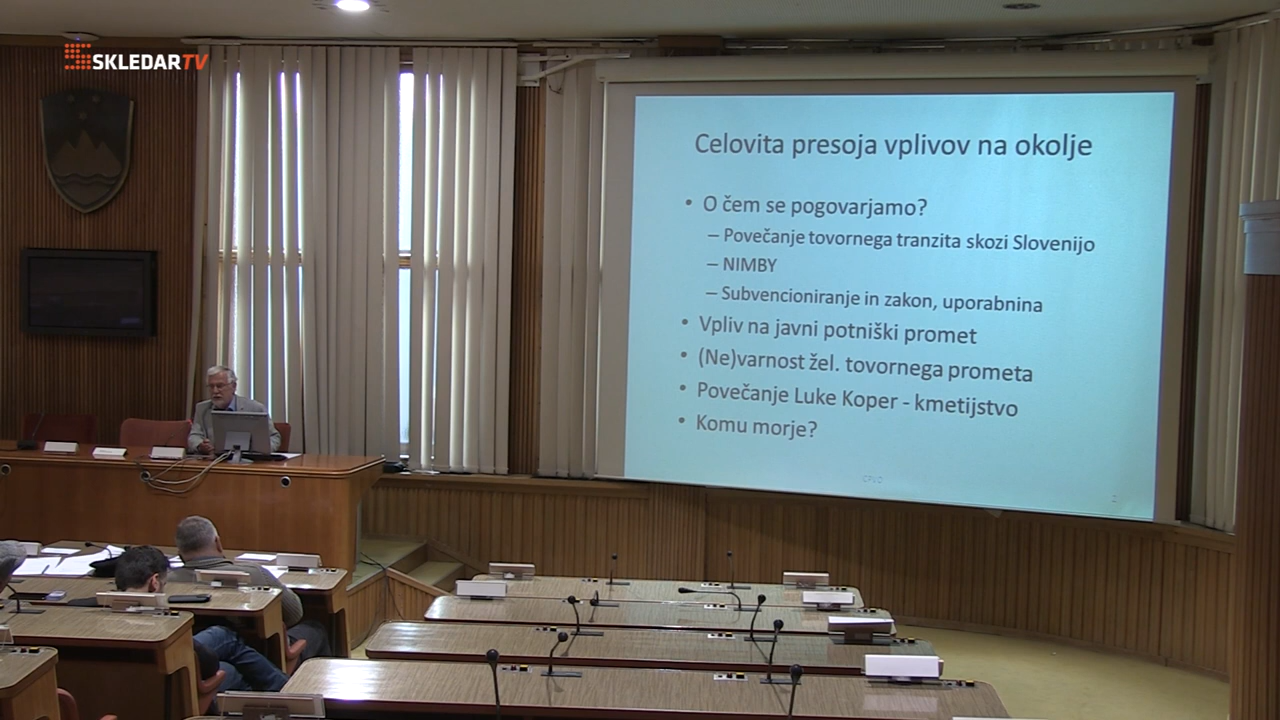 SKLEDARTV
Celovita presoja vplivov na okolje
• O čem se pogovarjamo?
– Povečanje tovornega tranzita skozi Slovenijo
– NIMBY
– Subvencioniranje in zakon, uporabnina
• Vpliv na javni potniški promet
• (Ne)varnost žel. tovornega prometa
• Povečanje Luke Koper - kmetijstvo
• Komu morje?
CPVO